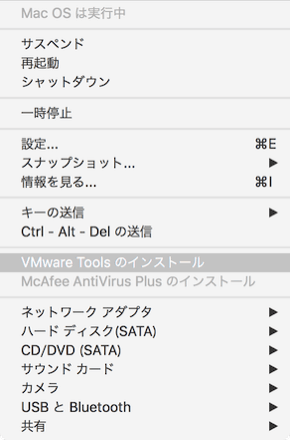 Mac OS は実行中
サスペンド
再起動
シャットダウン
一時停止
設定... ⌘E
スナップショット... ▶
情報を見る... ⌘I
キーの送信 ▶
Ctrl - Alt - Del の送信
VMware Tools のインストール
McAfee AntiVirus Plus のインストール
ネットワーク アダプタ ▶
ハード ディスク(SATA) ▶
CD/DVD (SATA) ▶
サウンド カード ▶
カメラ ▶
USB と Bluetooth ▶
共有 ▶